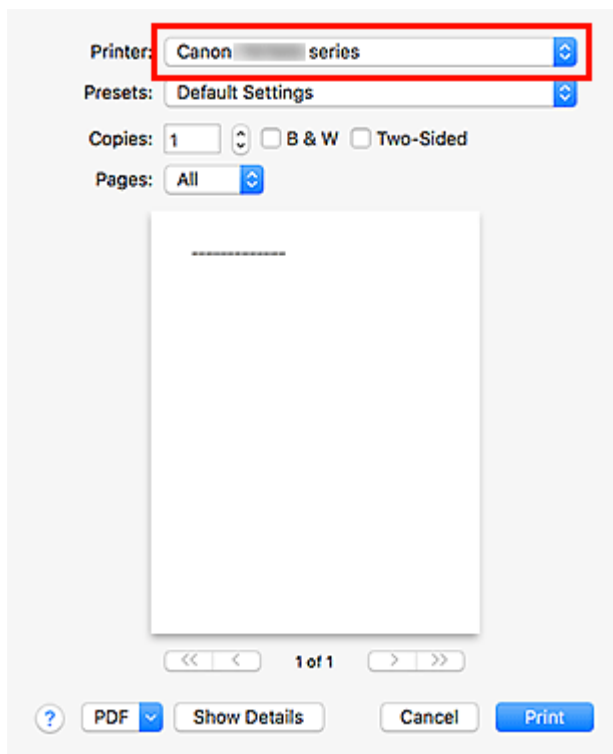 Printer: Canon series
Presets: Default Settings
Copies: 1 B & W Two-Sided
Pages: All
-------------
1 of 1
? PDF Show Details Cancel Print